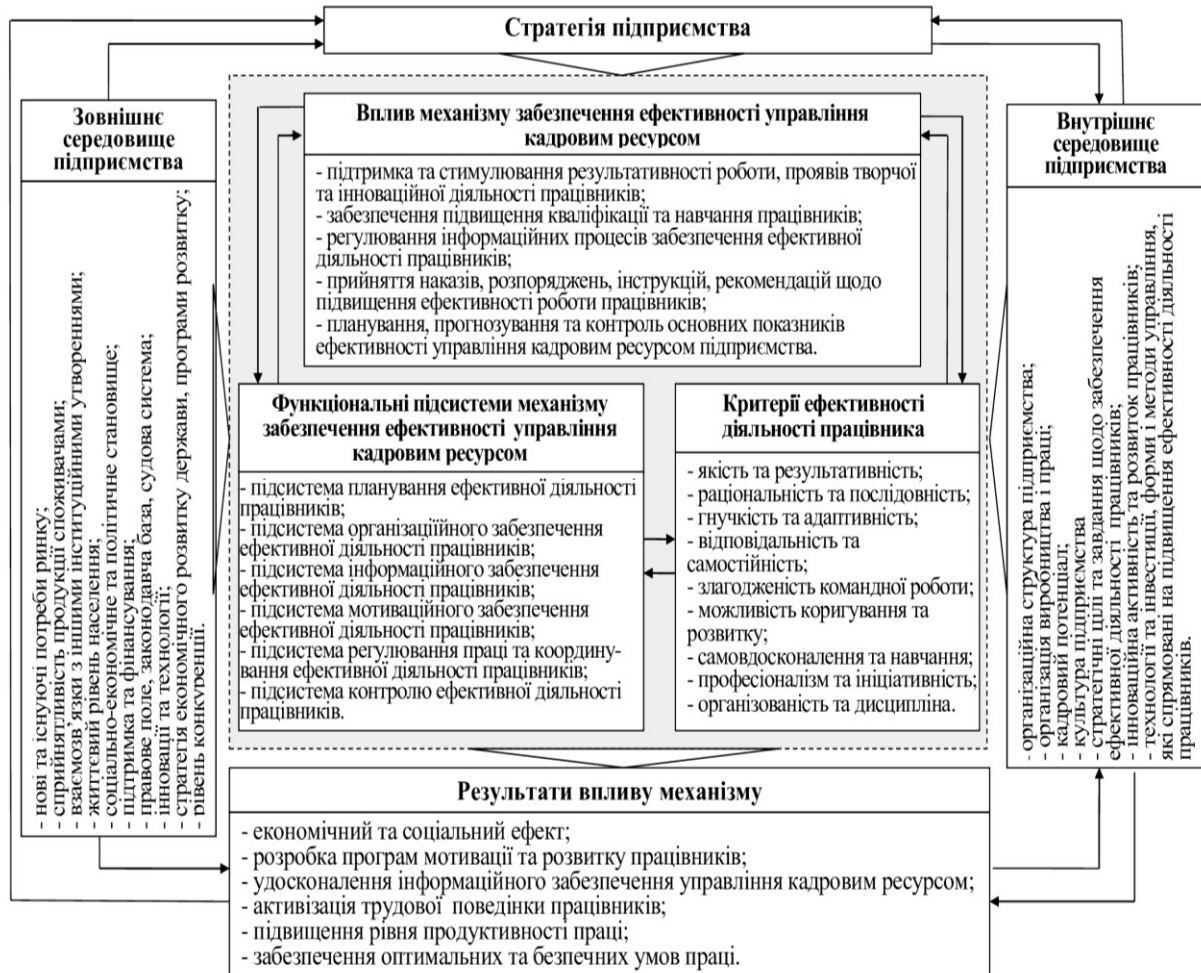 Стратегія підприємства
Зовнішнє
середовище
підприємства
- нові та існуючі потреби ринку;
- сприйнятливість продукції споживачами;
- взаємозв'язки з іншими інституційними утвореннями;
- життєвий рівень населення;
- соціально-економічне та політичне становище;
- підтримка та фінансування;
- правове поле, законодавча база, судова система;
- інновації та технології;
- стратегія економічного розвитку держави, програми розвитку;
- рівень конкуренції.
Вплив механізму забезпечення ефективності управління
кадровим ресурсом
- підтримка та стимулювання результативності роботи, проявів творчої
та інноваційної діяльності працівників;
- забезпечення підвищення кваліфікації та навчання працівників;
- регулювання інформаційних процесів забезпечення ефективної
діяльності працівників;
- прийняття наказів, розпоряджень, інструкцій, рекомендацій щодо
підвищення ефективності роботи працівників;
- планування, прогнозування та контроль основних показників
ефективності управління кадровим ресурсом підприємства.
Функціональні підсистеми механізму
забезпечення ефективності управління
кадровим ресурсом
- підсистема планування ефективної діяльності
працівників;
- підсистема організаційного забезпечення
ефективної діяльності працівників;
- підсистема інформаційного забезпечення
ефективної діяльності працівників;
- підсистема мотиваційного забезпечення
ефективної діяльності працівників;
- підсистема регулювання праці та координу-
вання ефективної діяльності працівників;
- підсистема контролю ефективної діяльності
працівників.
Критерії ефективності
діяльності працівника
- якість та результативність;
- раціональність та послідовність;
- гнучкість та адаптивність;
- відповідальність та
самостійність;
- злагодженість командної роботи;
- можливість коригування та
розвитку;
- самовдосконалення та навчання;
- професіоналізм та ініціативність;
- організованість та дисципліна.
Внутрішнє
середовище
підприємства
- організаційна структура підприємства;
- організація виробництва і праці;
- кадровий потенціал;
- культура підприємства
- стратегічні цілі та завдання щодо забезпечення
ефективної діяльності працівників;
- інноваційна активність та розвиток працівників;
- технології та інвестиції, форми і методи управління,
які спрямовані на підвищення ефективності діяльності
працівників.
Результати впливу механізму
- економічний та соціальний ефект;
- розробка програм мотивації та розвитку працівників;
- удосконалення інформаційного забезпечення управління кадровим ресурсом;
- активізація трудової поведінки працівників;
- підвищення рівня продуктивності праці;
- забезпечення оптимальних та безпечних умов праці.